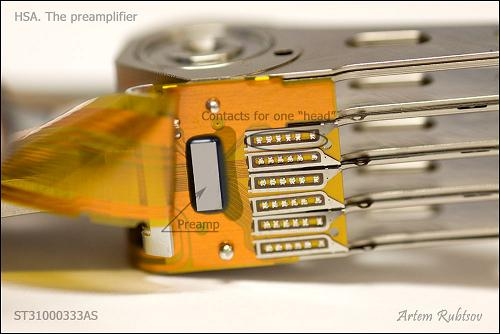 HSA. The preamplifier
Contacts for one "head"
Preamp
ST31000333AS
Artem Rubtsov